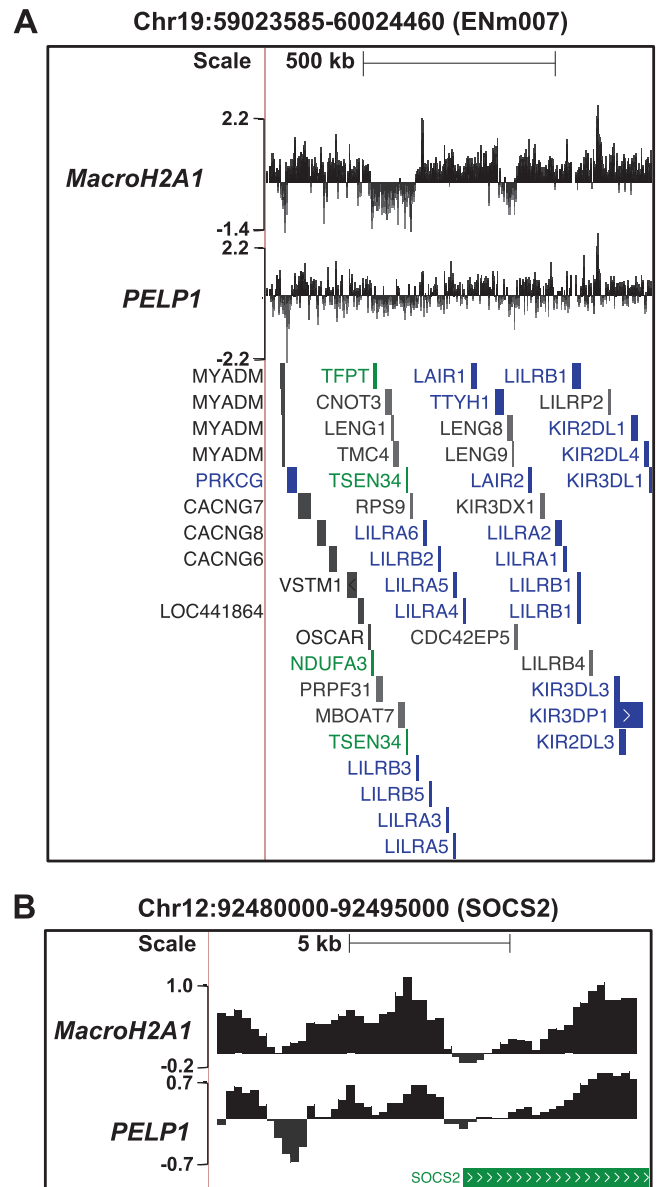 A
Chr19:59023585-60024460 (ENm007)
Scale 500 kb
2.2
MacroH2A1
-1.4
2.2
PELP1
-2.2
MYADM TFPT LAIR1 LILRB1
MYADM CNOT3 TTYH1 LILRP2
MYADM LENG1 LENG8 KIR2DL1
MYADM TMC4 LENG9 KIR2DL4
PRKCG TSEN34 LAIR2 KIR3DL1
CACNG7 RPS9 KIR3DX1
CACNG8 LILRA6 LILRA2
CACNG6 LILRB2 LILRA1
VSTM1 LILRA5 LILRB1
LOC441864 LILRA4 LILRB1
OSCAR CDC42EP5
NDUFA3 LILRB4
PRPF31 KIR3DL3
MBOAT7 KIR3DP1
TSEN34 KIR2DL3
LILRB3
LILRB5
LILRA3
LILRA5
B
Chr12:92480000-92495000 (SOCS2)
Scale 5 kb
1.0
MacroH2A1
-0.2
0.7
PELP1
-0.7
SOCS2